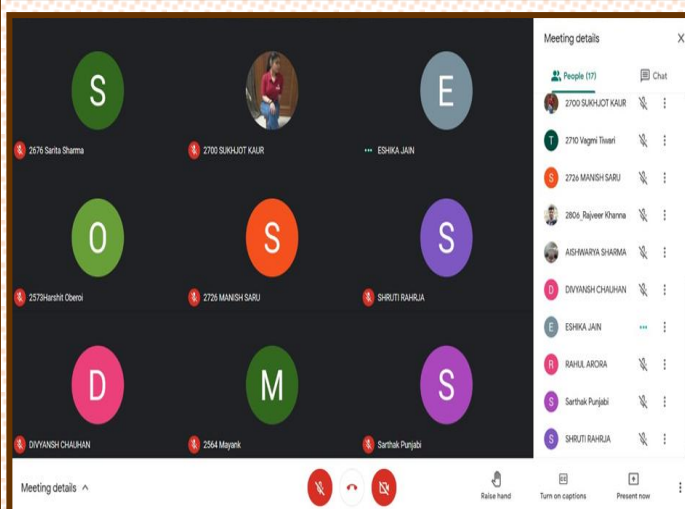 S
E
2676 Sarita Sharma
2700 SUKHJOT KAUR
ESHIKA JAIN
O
S
S
2573Harshit Oberoi
2726 MANISH SARU
SHRUTI RAHRJA
D
M
S
DIVYANSH CHAUHAN
2564 Mayank
Sarthak Punjabi
Meeting details
People (17)
Chat
2700 SUKHJOT KAUR
T 2710 Vagmi Tiwari
S 2726 MANISH SARU
2806_Rajveer Khanna
AISHWARYA SHARMA
D DIVYANSH CHAUHAN
E ESHIKA JAIN
R RAHUL ARORA
S Sarthak Punjabi
S SHRUTI RAHRJA
Meeting details
Raise hand
Turn on captions
Present now